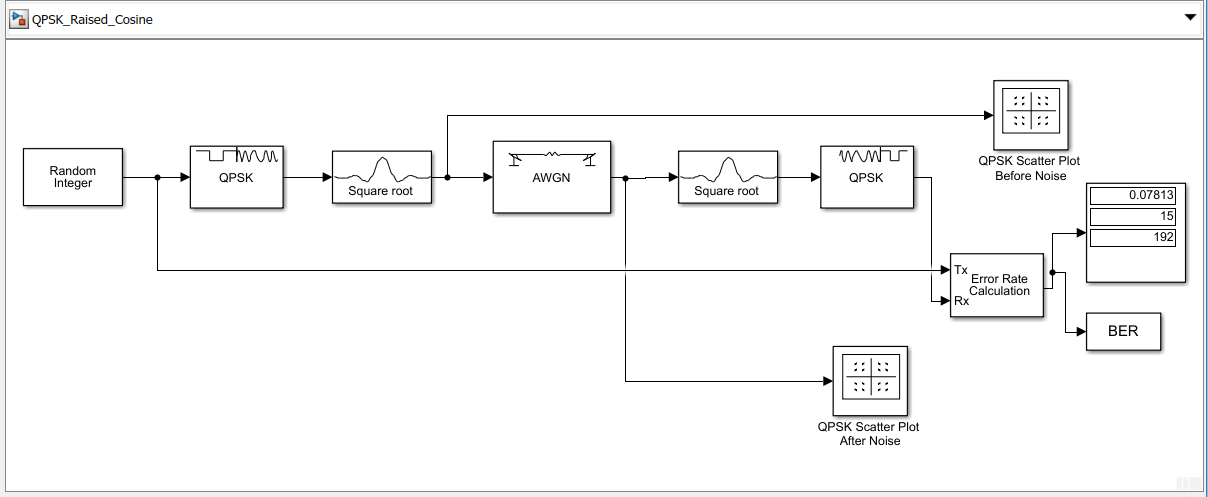 QPSK_Raised_Cosine
Random
Integer
QPSK
Square root
AWGN
Square root
QPSK
QPSK Scatter Plot
Before Noise
0.07813
15
192
Tx
Error Rate
Calculation
Rx
BER
QPSK Scatter Plot
After Noise